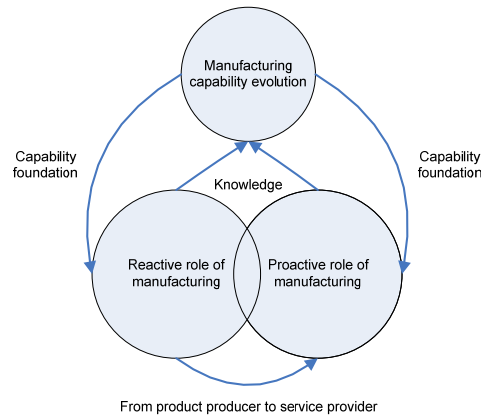 Manufacturing
capability evolution
Capability
foundation
Capability
foundation
Knowledge
Reactive role of
manufacturing
Proactive role of
manufacturing
From product producer to service provider